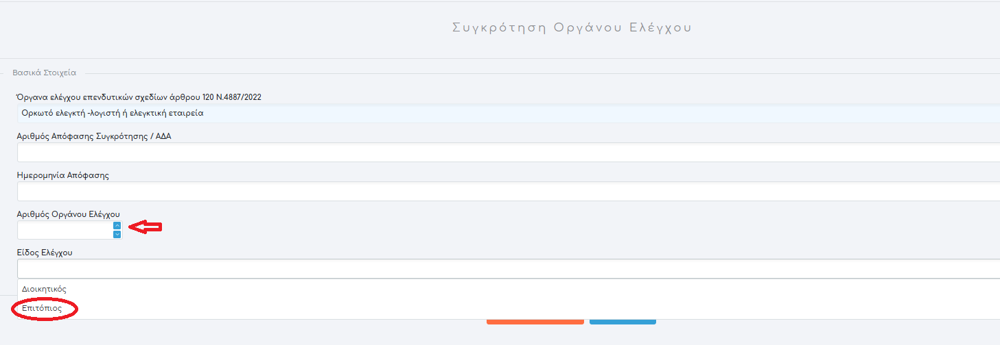 Συγκρότηση Οργάνου Ελέγχου
Βασικά Στοιχεία
Όργανα ελέγχου επενδυτικών σχεδίων άρθρου 120 Ν.4887/2022
Ορκωτό ελεγκτή -λογιστή ή ελεγκτική εταιρεία
Αριθμός Απόφασης Συγκρότησης / ΑΔΑ
Ημερομηνία Απόφασης
Αριθμός Οργάνου Ελέγχου
Είδος Ελέγχου
Διοικητικός
Επιτόπιος